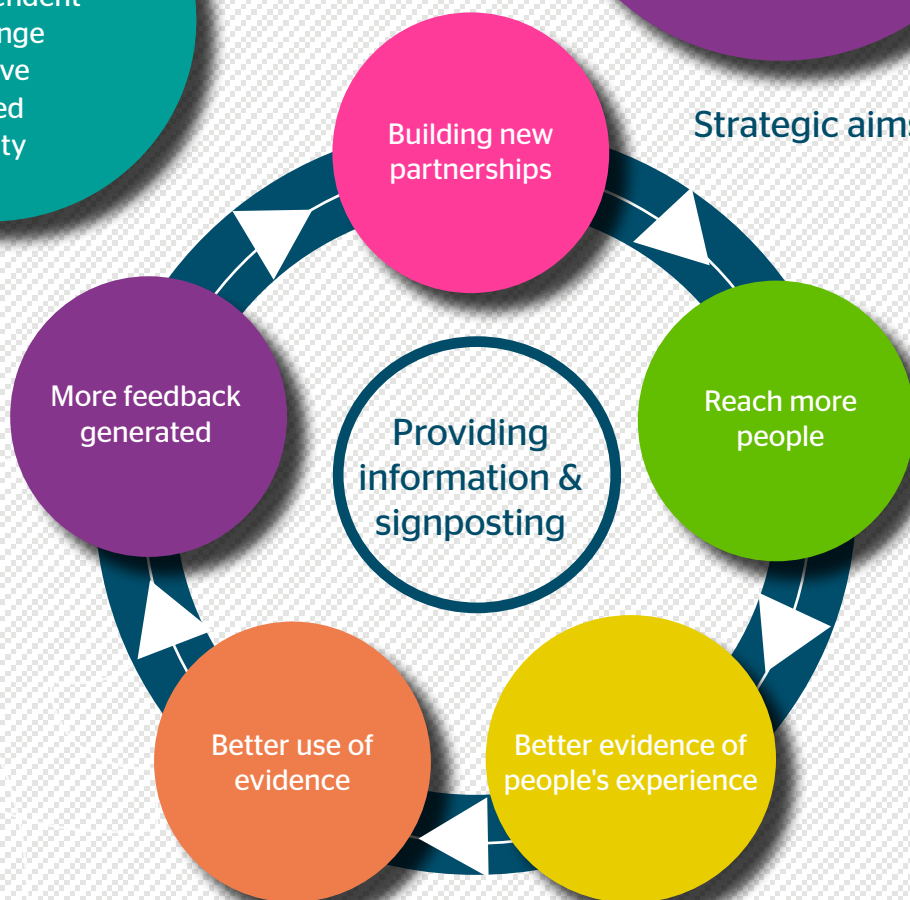 ve
Strategic aims
Building new
partnerships
Reach more
people
Better evidence of
people's experience
Better use of
evidence
More feedback
generated
Providing
information &
signposting